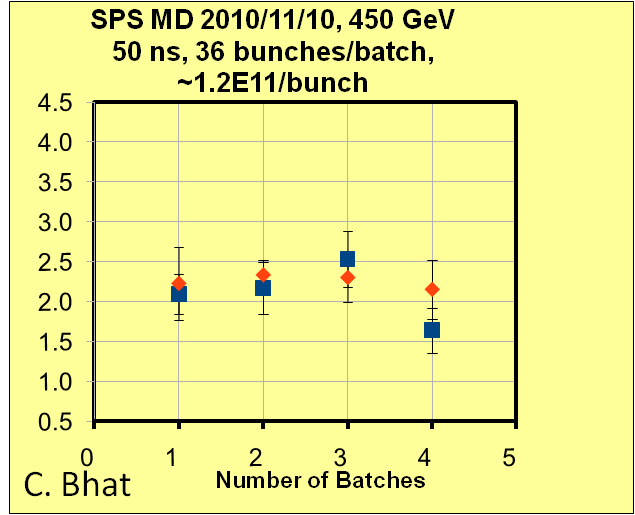 SPS MD 2010/11/10, 450 GeV
50 ns, 36 bunches/batch,
~1.2E11/bunch
4.5
4.0
3.5
3.0
2.5
2.0
1.5
1.0
0.5
0 1 2 3 4 5
Number of Batches
C. Bhat